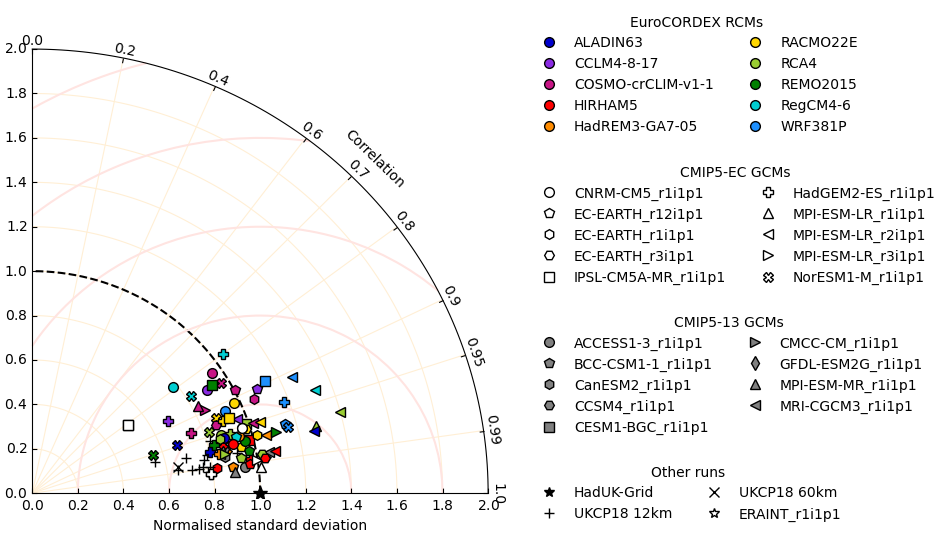 EuroCORDEX RCMs
ALADIN63
CCLM4-8-17
COSMO-crCLIM-v1-1
HIRHAM5
HadREM3-GA7-05
RACMO22E
RCA4
REMO2015
RegCM4-6
WRF381P
CMIP5-EC GCMs
CNRM-CM5_r1i1p1
EC-EARTH_r12i1p1
EC-EARTH_r1i1p1
EC-EARTH_r3i1p1
IPSL-CM5A-MR_r1i1p1
HadGEM2-ES_r1i1p1
MPI-ESM-LR_r1i1p1
MPI-ESM-LR_r2i1p1
MPI-ESM-LR_r3i1p1
NorESM1-M_r1i1p1
CMIP5-13 GCMs
ACCESS1-3_r1i1p1
BCC-CSM1-1_r1i1p1
CanESM2_r1i1p1
CCSM4_r1i1p1
CESM1-BGC_r1i1p1
CMCC-CM_r1i1p1
GFDL-ESM2G_r1i1p1
MPI-ESM-MR_r1i1p1
MRI-CGCM3_r1i1p1
Other runs
HadUK-Grid
UKCP18 12km
UKCP18 60km
ERAINT_r1i1p1
Correlation
0.0
0.2
0.4
0.6
0.7
0.8
0.9
0.95
0.99
1.0
2.0
1.8
1.6
1.4
1.2
1.0
0.8
0.6
0.4
0.2
0.0
0.0 0.2 0.4 0.6 0.8 1.0 1.2 1.4 1.6 1.8 2.0
Normalised standard deviation